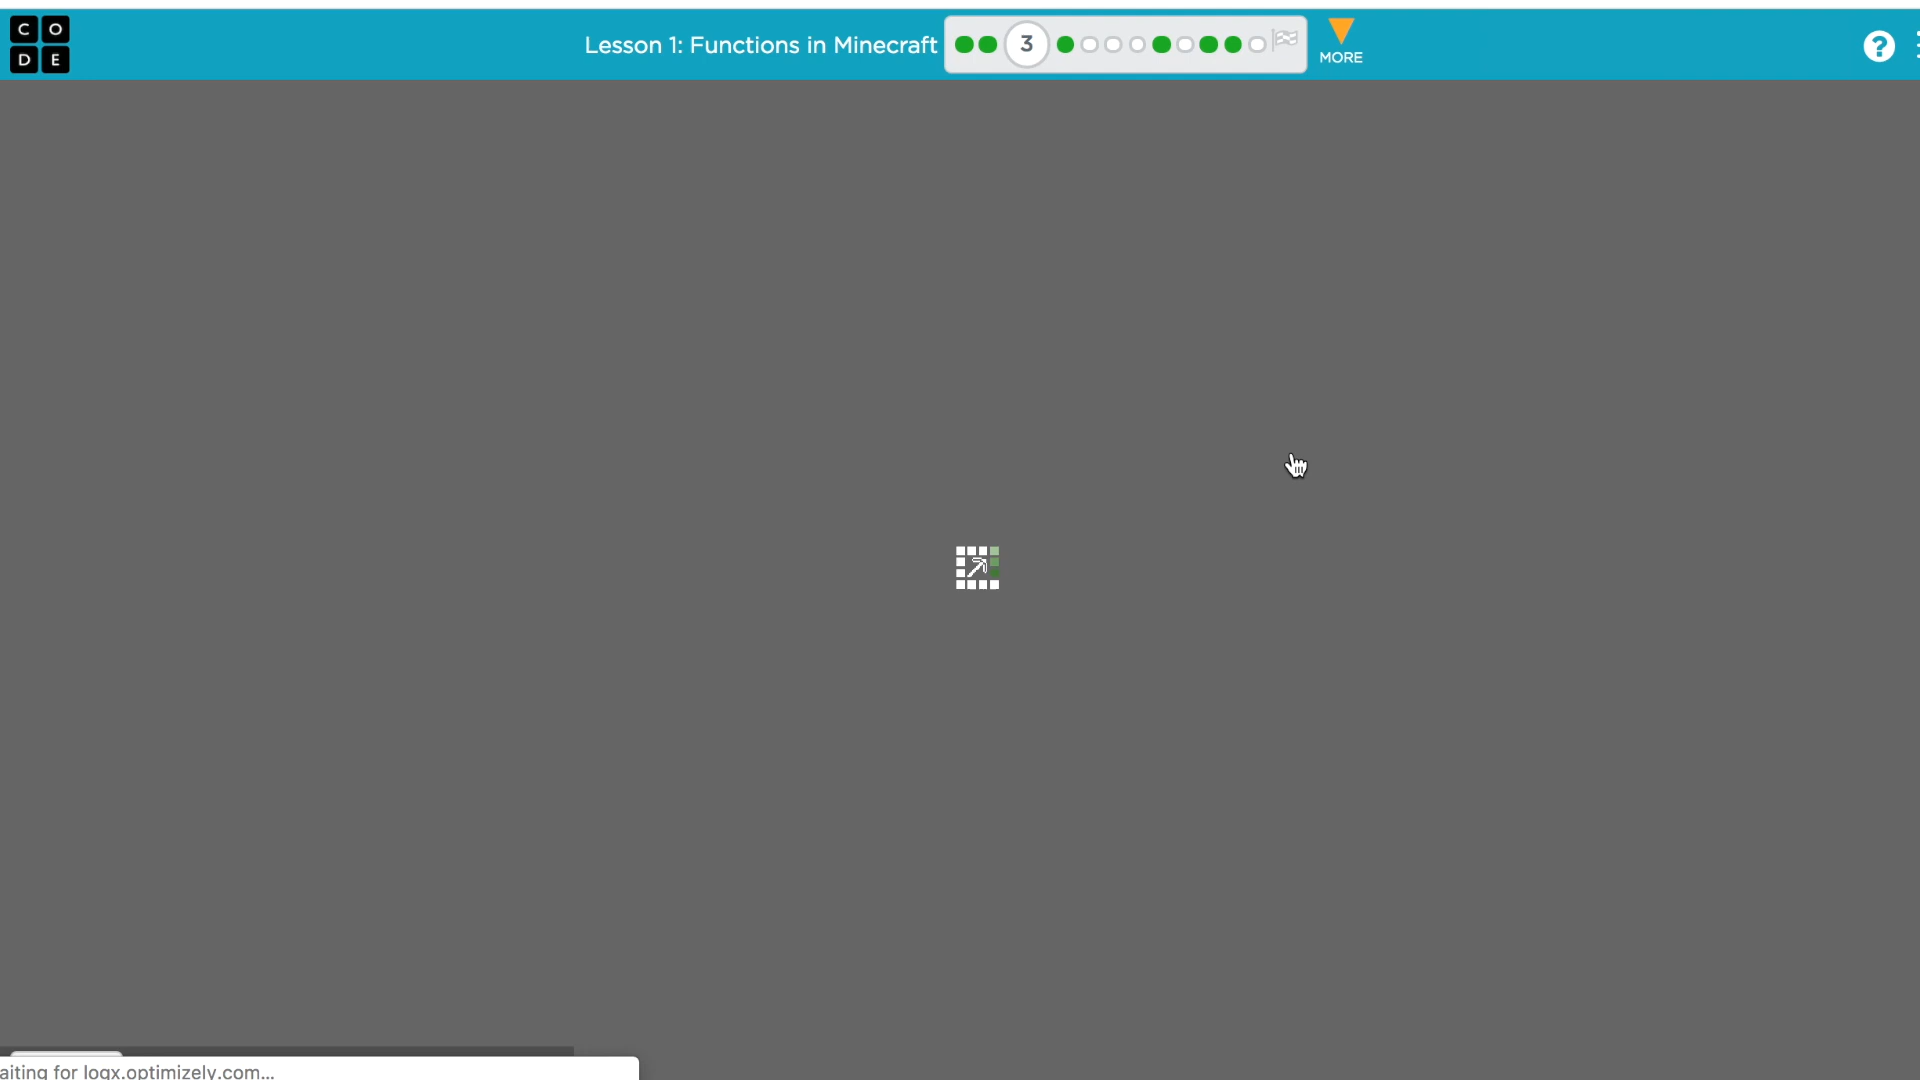 C O
D E
Lesson 1: Functions in Minecraft
3
MORE
?
aiting for logx.optimizely.com...